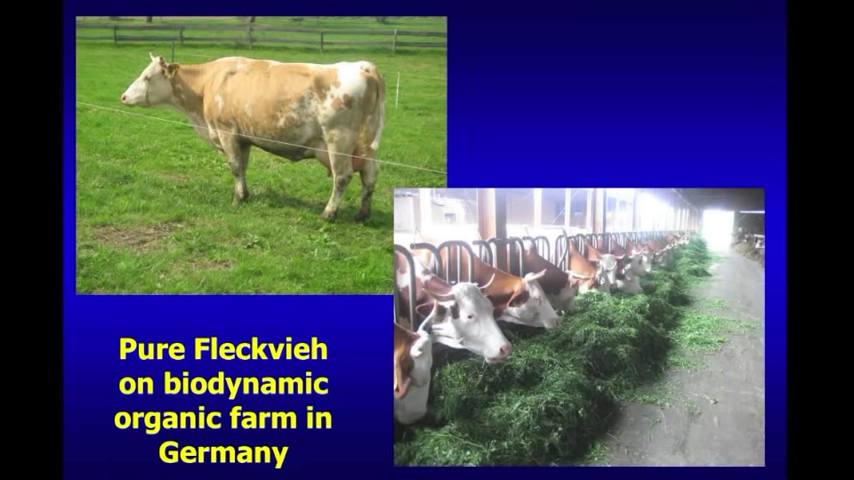 Pure Fleckvieh
on biodynamic
organic farm in
Germany